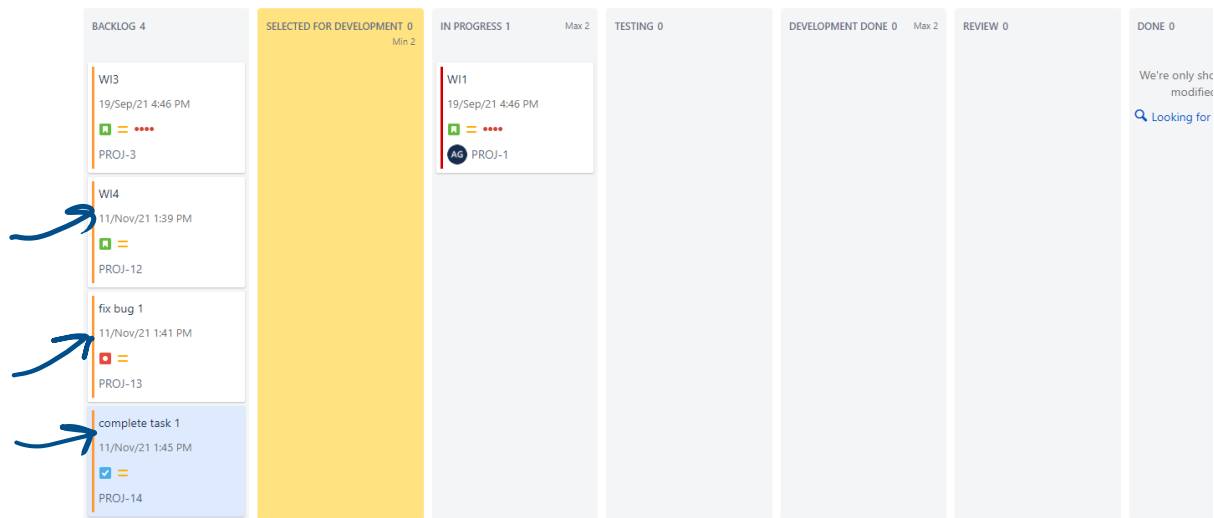 BACKLOG 4
SELECTED FOR DEVELOPMENT 0
Min 2
IN PROGRESS 1
Max 2
TESTING 0
DEVELOPMENT DONE 0
Max 2
REVIEW 0
DONE 0
WI3
19/Sep/21 4:46 PM
PROJ-3
WI4
11/Nov/21 1:39 PM
PROJ-12
fix bug 1
11/Nov/21 1:41 PM
PROJ-13
complete task 1
11/Nov/21 1:45 PM
PROJ-14
WI1
19/Sep/21 4:46 PM
AG PROJ-1
We're only sho
modified
Looking for